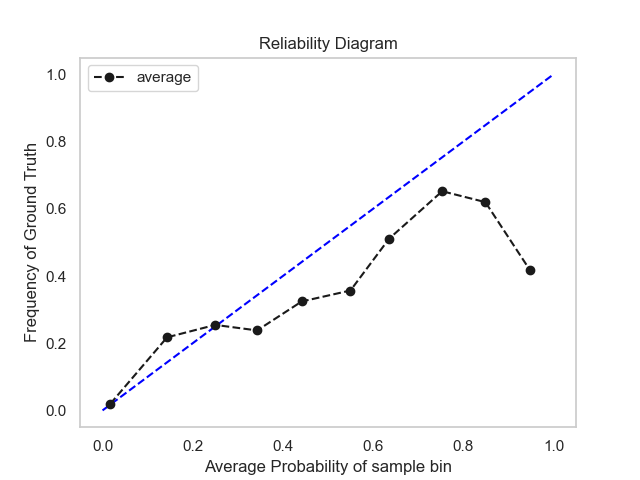 Reliability Diagram
average
1.0
0.8
0.6
0.4
0.2
0.0
Frequency of Ground Truth
0.0 0.2 0.4 0.6 0.8 1.0
Average Probability of sample bin